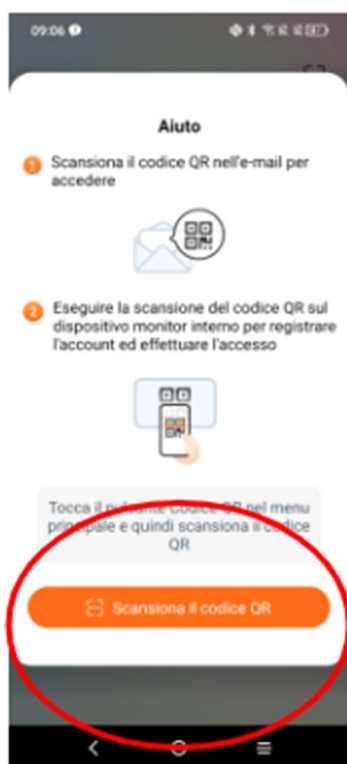 09:06
Aiuto
1 Scansiona il codice QR nell'e-mail per
accedere
2 Eseguire la scansione del codice QR sul
dispositivo monitor interno per registrare
l'account ed effettuare l'accesso
Tocca il pulsante Codice QR nel menu
principale e quindi scansiona il codice
QR
Scansiona il codice QR